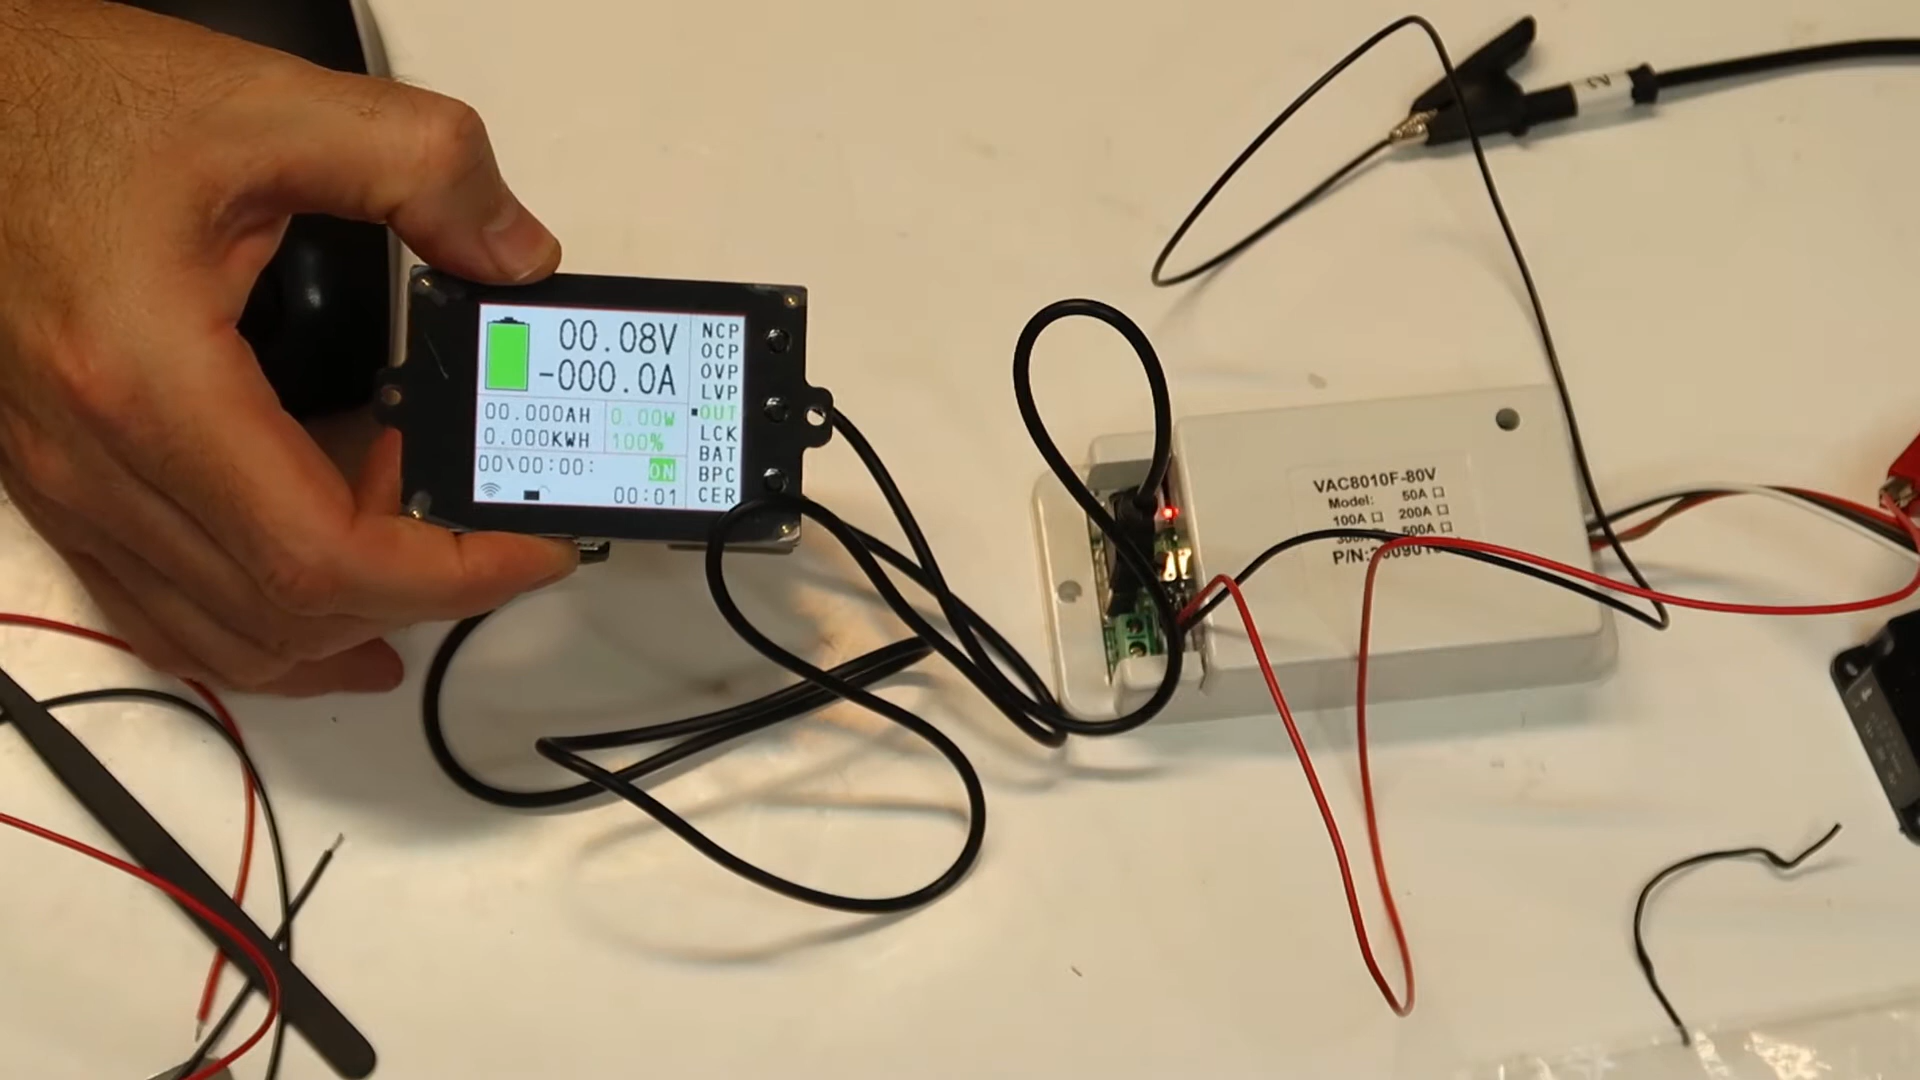 00.08V
-000.0A
00.000AH
0.000KWH
0.00W
100%
00\00:00:
ON
00:01
NCP
OCP
OVP
LVP
OUT
LCK
BAT
BPC
CER
VAC8010F-80V
Model: 50A
100A 200A
500A
P/N:
2